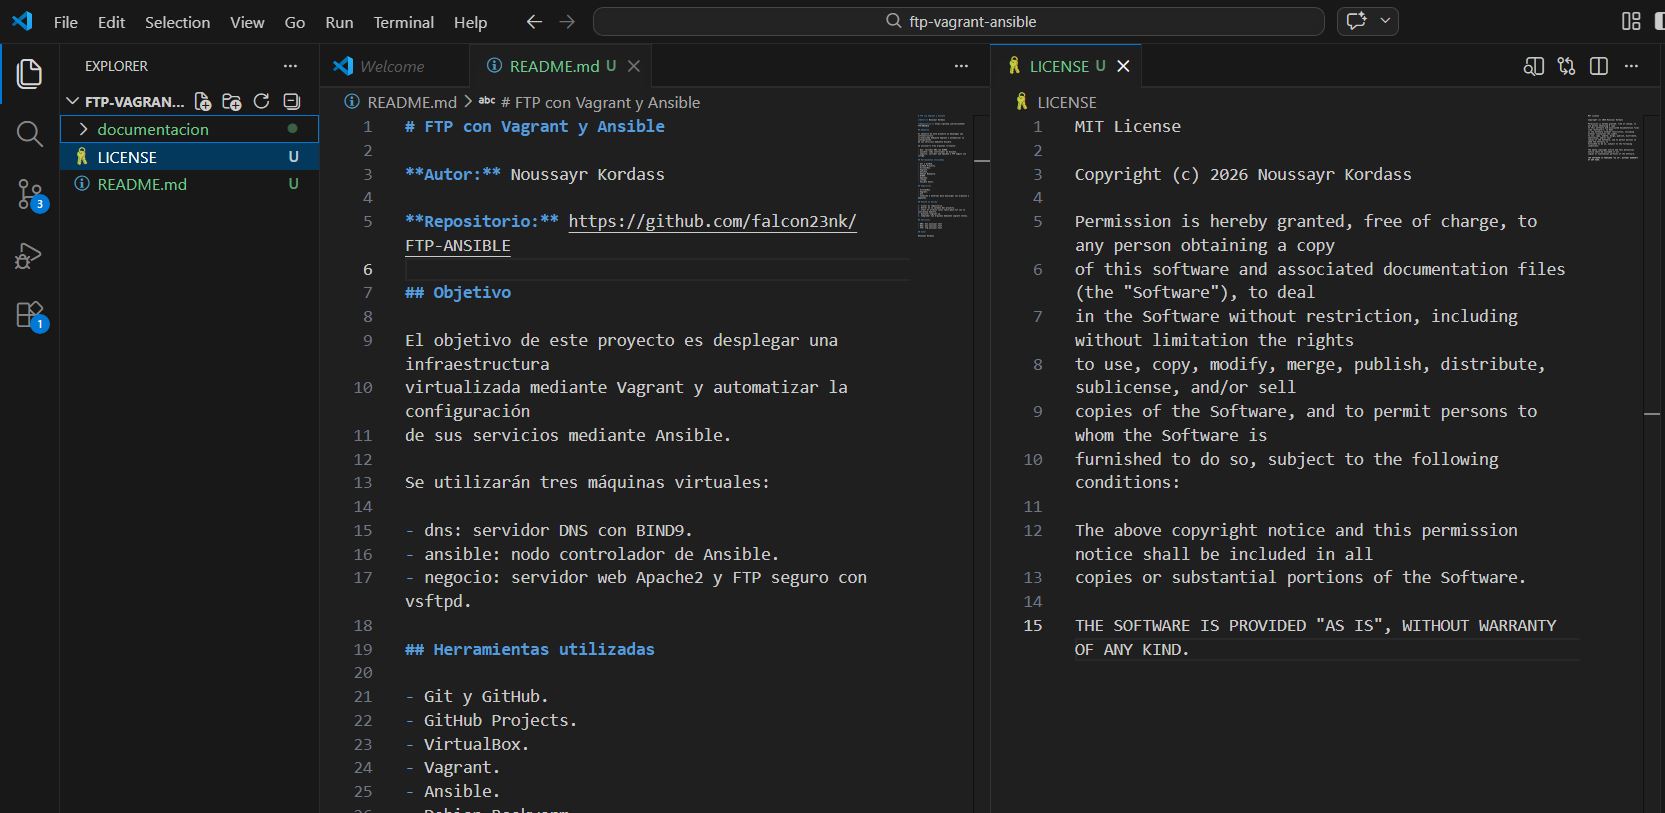 File Edit Selection View Go Run Terminal Help
ftp-vagrant-ansible
EXPLORER
FTP-VAGRAN...
documentacion
LICENSE U
README.md U
3
1
Welcome
README.md U
README.md > # FTP con Vagrant y Ansible
1 # FTP con Vagrant y Ansible
2
3 **Autor:** Noussayr Kordass
4
5 **Repositorio:** https://github.com/falcon23nk/
FTP-ANSIBLE
6
7 ## Objetivo
8
9 El objetivo de este proyecto es desplegar una
infraestructura
10 virtualizada mediante Vagrant y automatizar la
configuración
11 de sus servicios mediante Ansible.
12
13 Se utilizarán tres máquinas virtuales:
14
15 - dns: servidor DNS con BIND9.
16 - ansible: nodo controlador de Ansible.
17 - negocio: servidor web Apache2 y FTP seguro con
vsftpd.
18
19 ## Herramientas utilizadas
20
21 - Git y GitHub.
22 - GitHub Projects.
23 - VirtualBox.
24 - Vagrant.
25 - Ansible.
LICENSE U
LICENSE
1 MIT License
2
3 Copyright (c) 2026 Noussayr Kordass
4
5 Permission is hereby granted, free of charge, to
any person obtaining a copy
6 of this software and associated documentation files
(the "Software"), to deal
7 in the Software without restriction, including
without limitation the rights
8 to use, copy, modify, merge, publish, distribute,
sublicense, and/or sell
9 copies of the Software, and to permit persons to
whom the Software is
10 furnished to do so, subject to the following
conditions:
11
12 The above copyright notice and this permission
notice shall be included in all
13 copies or substantial portions of the Software.
14
15 THE SOFTWARE IS PROVIDED "AS IS", WITHOUT WARRANTY
OF ANY KIND.